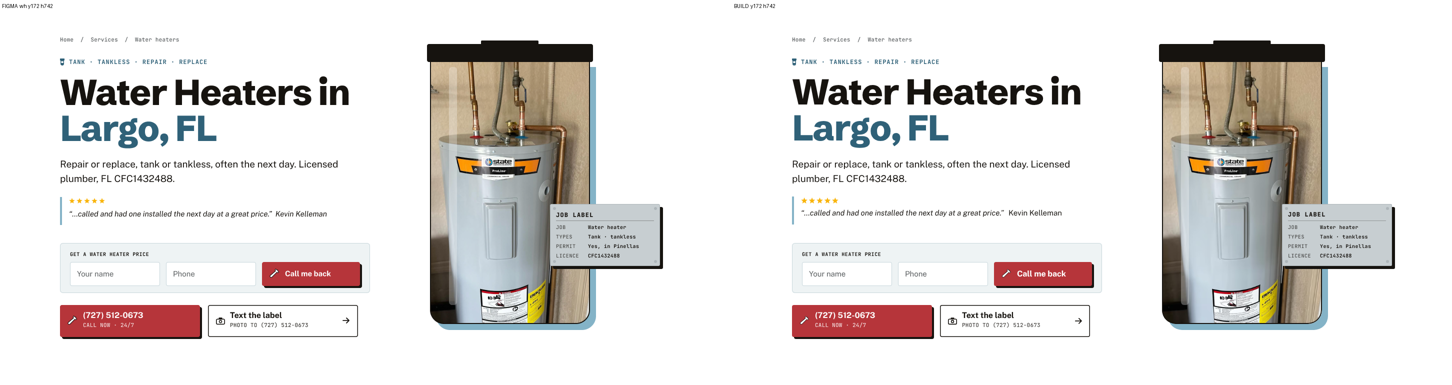 FIGMA wh y172 h742
Home / Services / Water heaters
TANK · TANKLESS · REPAIR · REPLACE
Water Heaters in
Largo, FL
Repair or replace, tank or tankless, often the next day. Licensed
plumber, FL CFC1432488.
“...called and had one installed the next day at a great price.” Kevin Kelleman
GET A WATER HEATER PRICE
Your name
Phone
Call me back
(727) 512-0673
CALL NOW · 24/7
Text the label
PHOTO TO (727) 512-0673
state
ProLine
JOB LABEL
JOB Water heater
TYPES Tank · tankless
PERMIT Yes, in Pinellas
LICENCE CFC1432488
BUILD y172 h742
Home / Services / Water heaters
TANK · TANKLESS · REPAIR · REPLACE
Water Heaters in
Largo, FL
Repair or replace, tank or tankless, often the next day. Licensed
plumber, FL CFC1432488.
“...called and had one installed the next day at a great price.” Kevin Kelleman
GET A WATER HEATER PRICE
Your name
Phone
Call me back
(727) 512-0673
CALL NOW · 24/7
Text the label
PHOTO TO (727) 512-0673
state
ProLine
JOB LABEL
JOB Water heater
TYPES Tank · tankless
PERMIT Yes, in Pinellas
LICENCE CFC1432488